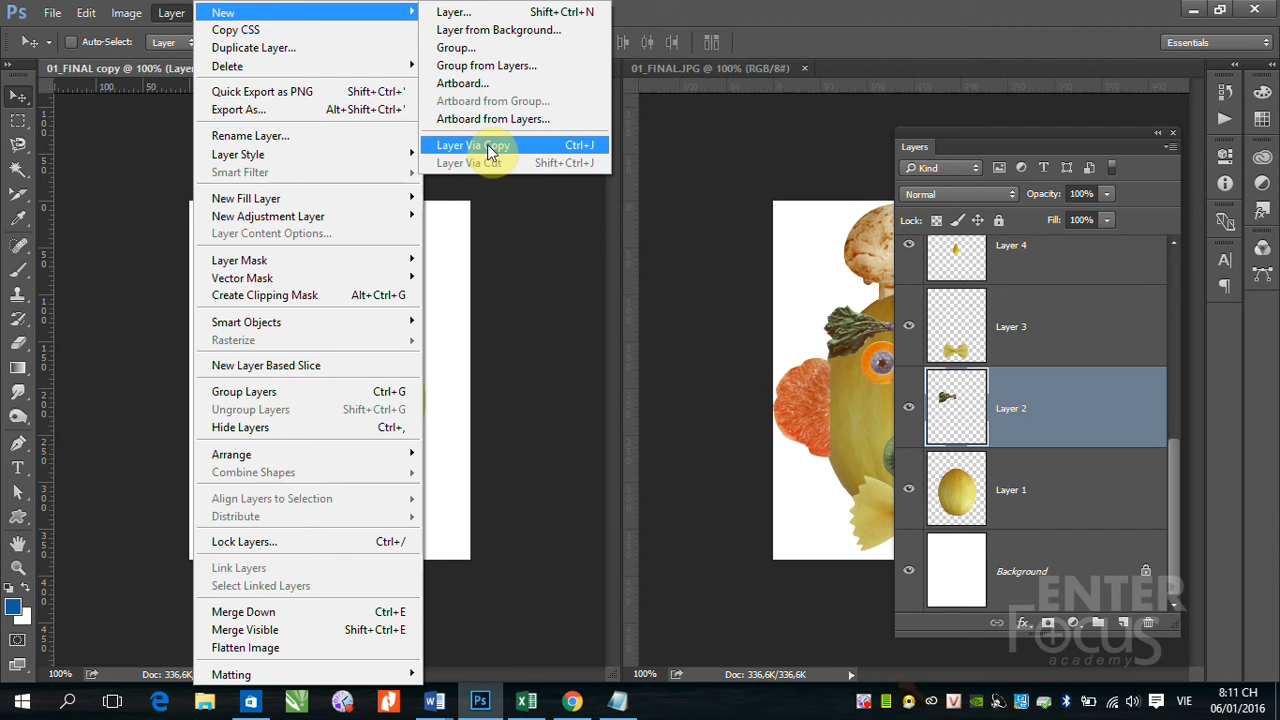 Ps File Edit Image Layer
Auto-Select: Layer
Essentials
01_FINAL copy @ 100% (Laye
01_FINAL.JPG @ 100% (RGB/8#) ×
New
Copy CSS
Duplicate Layer...
Delete
Quick Export as PNG Shift+Ctrl+'
Export As... Alt+Shift+Ctrl+'
Rename Layer...
Layer Style
Smart Filter
New Fill Layer
New Adjustment Layer
Layer Content Options...
Layer Mask
Vector Mask
Create Clipping Mask Alt+Ctrl+G
Smart Objects
Rasterize
New Layer Based Slice
Group Layers Ctrl+G
Ungroup Layers Shift+Ctrl+G
Hide Layers Ctrl+,
Arrange
Combine Shapes
Align Layers to Selection
Distribute
Lock Layers... Ctrl+/
Link Layers
Select Linked Layers
Merge Down Ctrl+E
Merge Visible Shift+Ctrl+E
Flatten Image
Matting
Layer... Shift+Ctrl+N
Layer from Background...
Group...
Group from Layers...
Artboard...
Artboard from Group...
Artboard from Layers...
Layer Via Copy Ctrl+J
Layer Via Cut Shift+Ctrl+J
Layers
Kind
Normal Opacity: 100%
Lock: Fill: 100%
Layer 4
Layer 3
Layer 2
Layer 1
Background
ENTER
FOCUS
academy
100% Doc: 336,6K/336,6K
100% Doc: 336,6K/336,6K
VIE
8:11 CH
06/01/2016